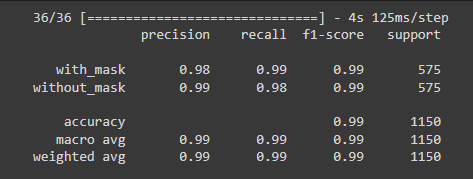 36/36 [==============================] - 4s 125ms/step
precision recall f1-score support
with_mask 0.98 0.99 0.99 575
without_mask 0.99 0.98 0.99 575
accuracy 0.99 1150
macro avg 0.99 0.99 0.99 1150
weighted avg 0.99 0.99 0.99 1150